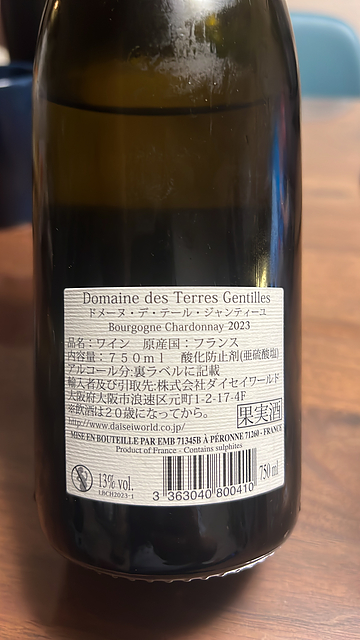 Domaine des Terres Gentilles
ドメーヌ・デ・テール・ジャンティーユ
Bourgogne Chardonnay 2023
品名：ワイン　原産国：フランス
内容量：７５０ｍｌ　酸化防止剤(亜硫酸塩)
アルコール分:裏ラベルに記載
輸入者及び引取先:株式会社ダイセイワールド
大阪府大阪市浪速区元町1-2-17-4F
※飲酒は２０歳になってから。
果実酒
http://www.daiseiworld.co.jp/
MISE EN BOUTEILLE PAR EMB 71345B À PÉRONNE 71260 - FRANCE
Product of France - Contains sulphites
13% vol.
LBCH2023-1
3 363040 800410
750 ml